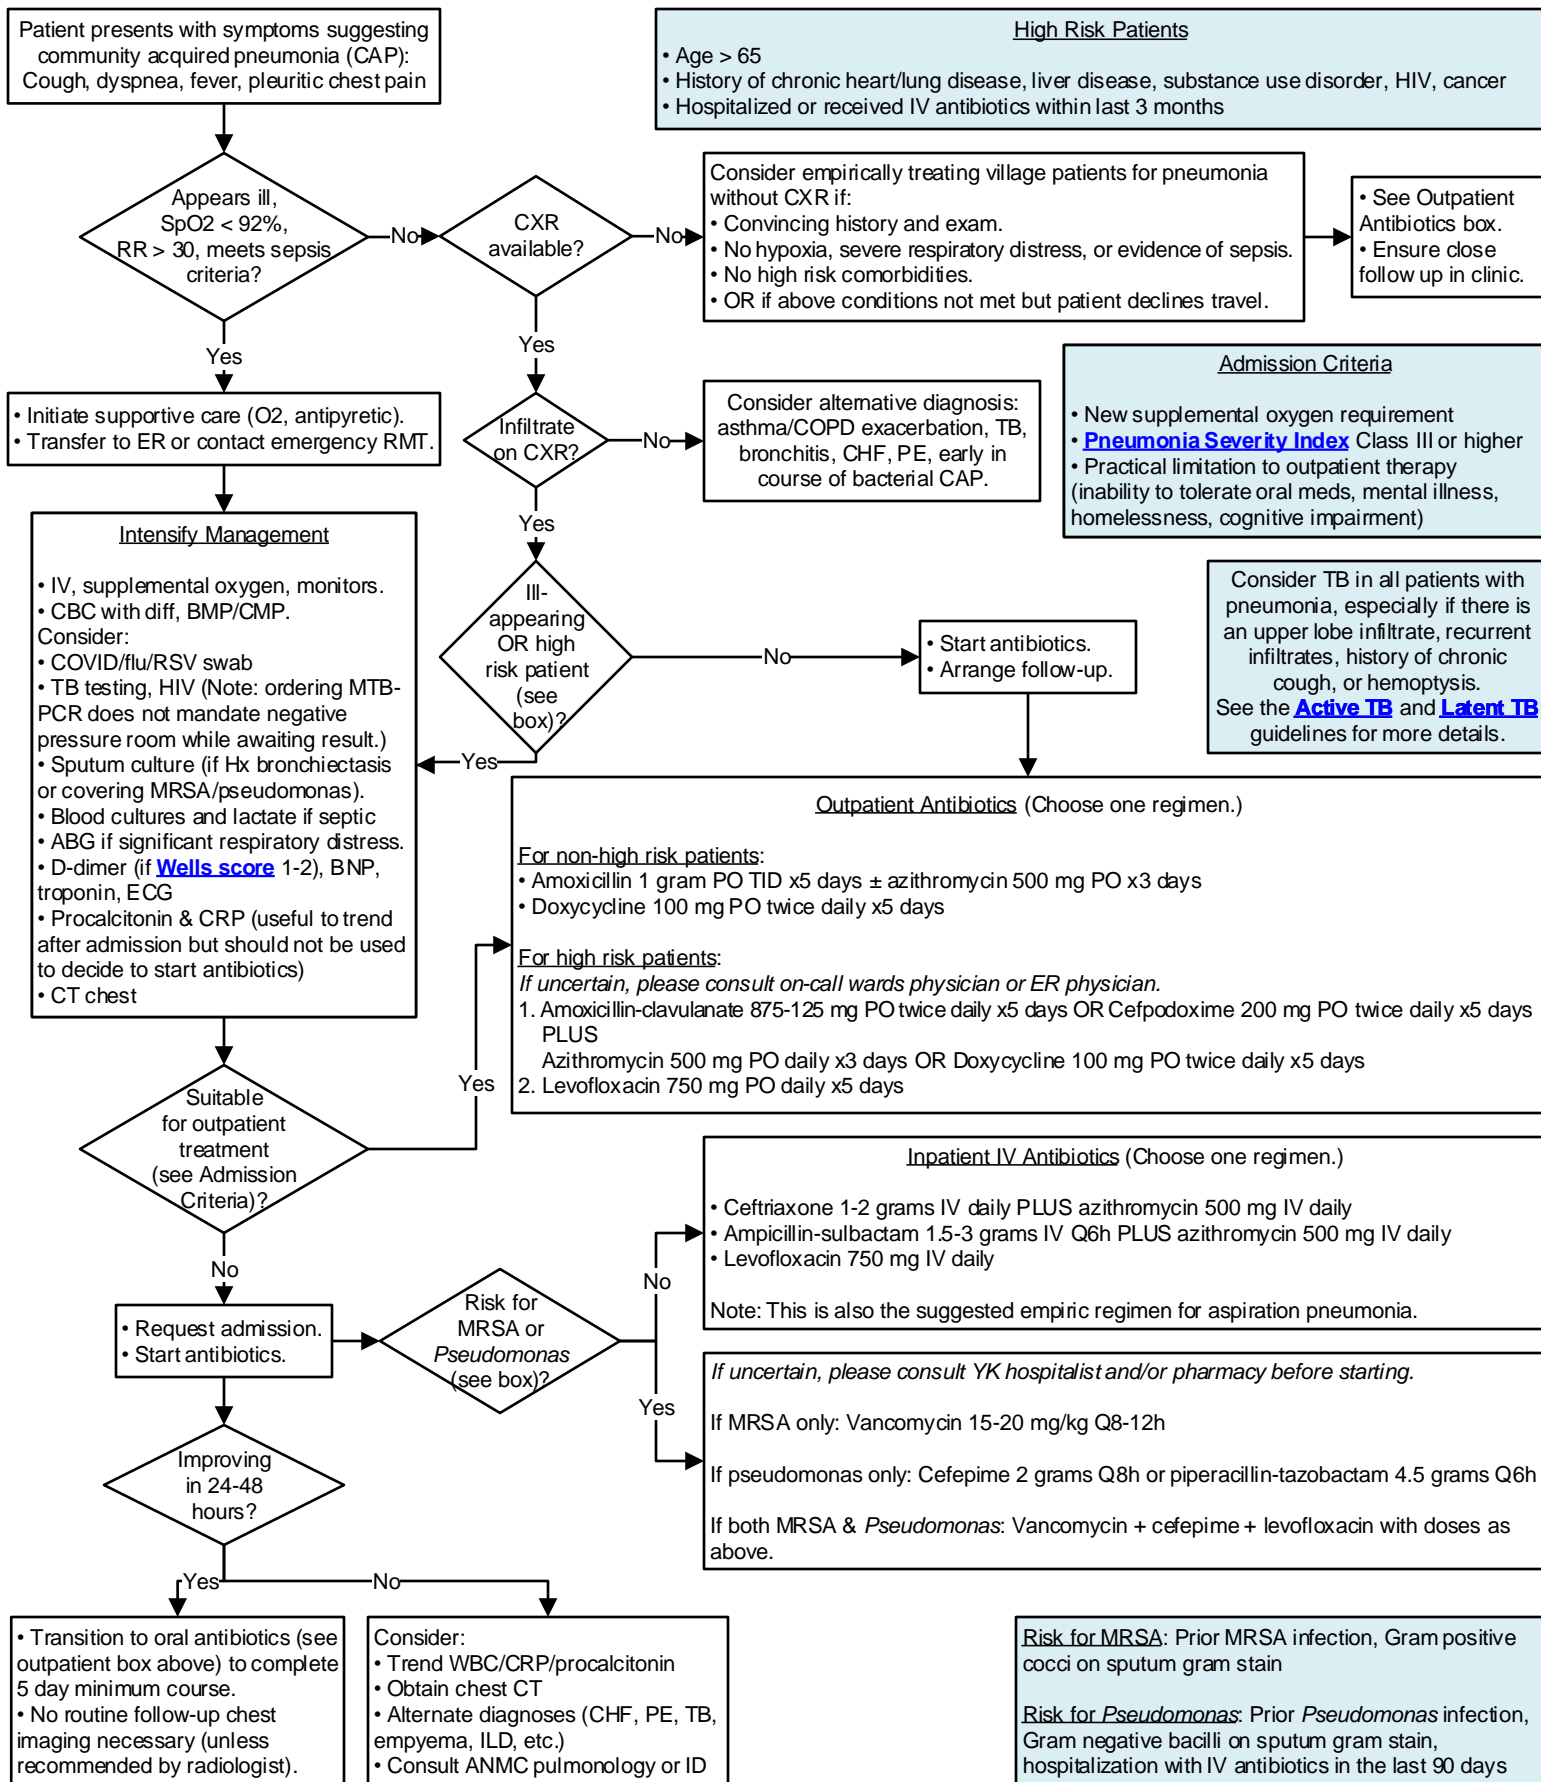 Patient presents with symptoms suggesting
community acquired pneumonia (CAP):
Cough, dyspnea, fever, pleuritic chest pain
High Risk Patients
• Age > 65
• History of chronic heart/lung disease, liver disease, substance use disorder, HIV, cancer
• Hospitalized or received IV antibiotics within last 3 months
Appears ill,
SpO2 < 92%,
RR > 30, meets sepsis
criteria?
No
CXR
available?
No
Consider empirically treating village patients for pneumonia
without CXR if:
• Convincing history and exam.
• No hypoxia, severe respiratory distress, or evidence of sepsis.
• No high risk comorbidities.
• OR if above conditions not met but patient declines travel.
• See Outpatient
Antibiotics box.
• Ensure close
follow up in clinic.
Yes
Yes
• Initiate supportive care (O2, antipyretic).
• Transfer to ER or contact emergency RMT.
Infiltrate
on CXR?
No
Consider alternative diagnosis:
asthma/COPD exacerbation, TB,
bronchitis, CHF, PE, early in
course of bacterial CAP.
Admission Criteria
• New supplemental oxygen requirement
• Pneumonia Severity Index Class III or higher
• Practical limitation to outpatient therapy
(inability to tolerate oral meds, mental illness,
homelessness, cognitive impairment)
Yes
Intensify Management
• IV, supplemental oxygen, monitors.
• CBC with diff, BMP/CMP.
Consider:
• COVID/flu/RSV swab
• TB testing, HIV (Note: ordering MTB-
PCR does not mandate negative
pressure room while awaiting result.)
• Sputum culture (if Hx bronchiectasis
or covering MRSA/pseudomonas).
• Blood cultures and lactate if septic
• ABG if significant respiratory distress.
• D-dimer (if Wells score 1-2), BNP,
troponin, ECG
• Procalcitonin & CRP (useful to trend
after admission but should not be used
to decide to start antibiotics)
• CT chest
Ill-
appearing
OR high
risk patient
(see
box)?
No
• Start antibiotics.
• Arrange follow-up.
Yes
Consider TB in all patients with
pneumonia, especially if there is
an upper lobe infiltrate, recurrent
infiltrates, history of chronic
cough, or hemoptysis.
See the Active TB and Latent TB
guidelines for more details.
Outpatient Antibiotics (Choose one regimen.)
For non-high risk patients:
• Amoxicillin 1 gram PO TID x5 days ± azithromycin 500 mg PO x3 days
• Doxycycline 100 mg PO twice daily x5 days
For high risk patients:
If uncertain, please consult on-call wards physician or ER physician.
1. Amoxicillin-clavulanate 875-125 mg PO twice daily x5 days OR Cefpodoxime 200 mg PO twice daily x5 days
PLUS
Azithromycin 500 mg PO daily x3 days OR Doxycycline 100 mg PO twice daily x5 days
2. Levofloxacin 750 mg PO daily x5 days
Suitable
for outpatient
treatment
(see Admission
Criteria)?
Yes
No
Inpatient IV Antibiotics (Choose one regimen.)
• Ceftriaxone 1-2 grams IV daily PLUS azithromycin 500 mg IV daily
• Ampicillin-sulbactam 1.5-3 grams IV Q6h PLUS azithromycin 500 mg IV daily
• Levofloxacin 750 mg IV daily
Note: This is also the suggested empiric regimen for aspiration pneumonia.
• Request admission.
• Start antibiotics.
Risk for
MRSA or
Pseudomonas
(see box)?
No
Yes
If uncertain, please consult YK hospitalist and/or pharmacy before starting.
If MRSA only: Vancomycin 15-20 mg/kg Q8-12h
If pseudomonas only: Cefepime 2 grams Q8h or piperacillin-tazobactam 4.5 grams Q6h
If both MRSA & Pseudomonas: Vancomycin + cefepime + levofloxacin with doses as
above.
Improving
in 24-48
hours?
Yes
No
• Transition to oral antibiotics (see
outpatient box above) to complete
5 day minimum course.
• No routine follow-up chest
imaging necessary (unless
recommended by radiologist).
Consider:
• Trend WBC/CRP/procalcitonin
• Obtain chest CT
• Alternate diagnoses (CHF, PE, TB,
empyema, ILD, etc.)
• Consult ANMC pulmonology or ID
Risk for MRSA: Prior MRSA infection, Gram positive
cocci on sputum gram stain
Risk for Pseudomonas: Prior Pseudomonas infection,
Gram negative bacilli on sputum gram stain,
hospitalization with IV antibiotics in the last 90 days